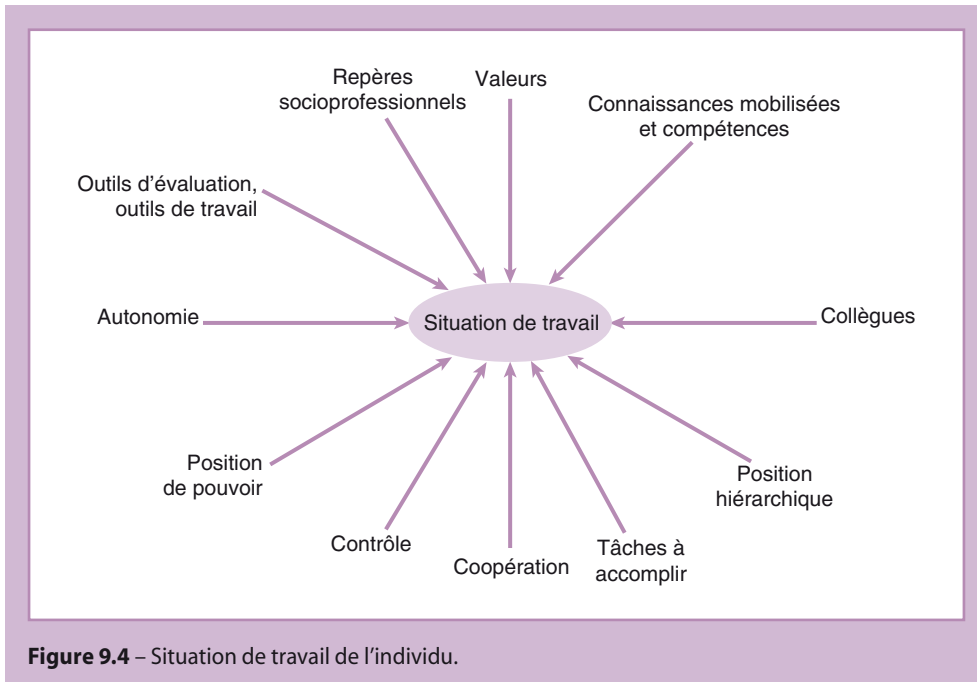 Repères
socioprofessionnels
Valeurs
Connaissances mobilisées
et compétences
Outils d'évaluation,
outils de travail
Autonomie
Situation de travail
Collègues
Position
de pouvoir
Position
hiérarchique
Contrôle
Coopération
Tâches à
accomplir
Figure 9.4 – Situation de travail de l'individu.